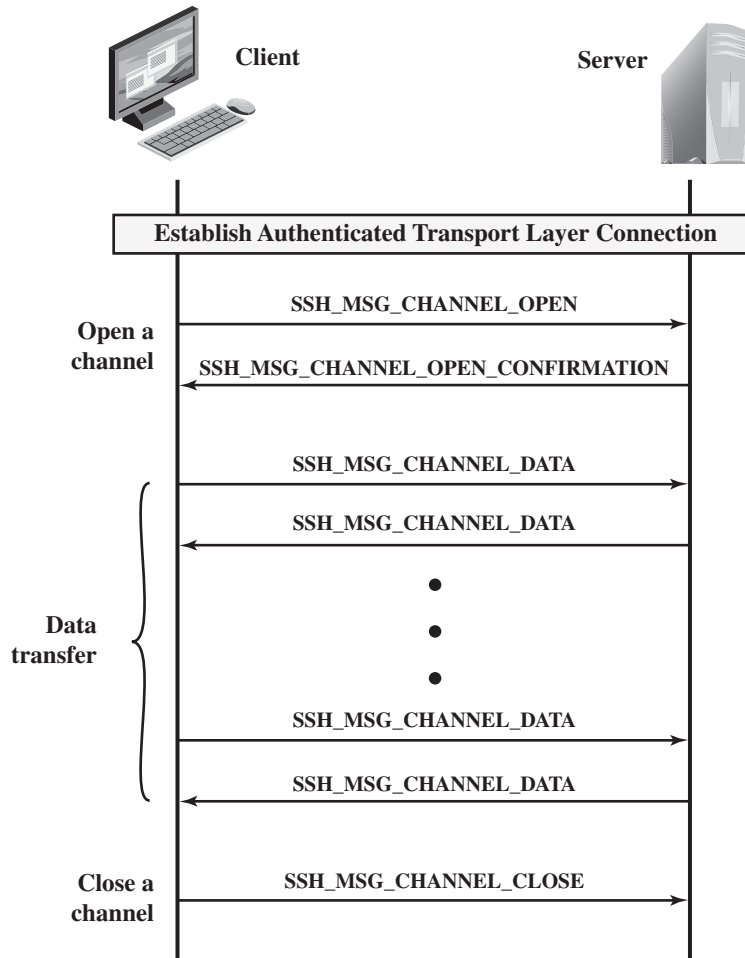 Client
Server
Establish Authenticated Transport Layer Connection
Open a
channel
SSH_MSG_CHANNEL_OPEN
SSH_MSG_CHANNEL_OPEN_CONFIRMATION
Data
transfer
SSH_MSG_CHANNEL_DATA
SSH_MSG_CHANNEL_DATA
SSH_MSG_CHANNEL_DATA
SSH_MSG_CHANNEL_DATA
Close a
channel
SSH_MSG_CHANNEL_CLOSE